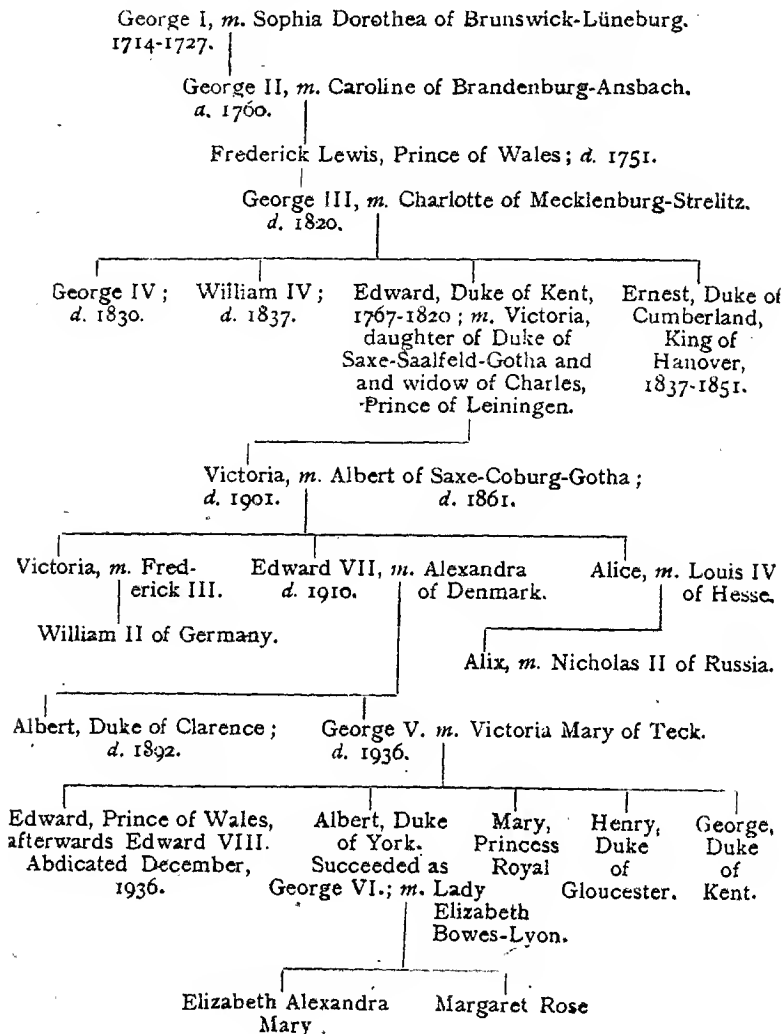 George I, m. Sophia Dorothea of Brunswick-Lüneburg.
1714-1727.
George II, m. Caroline of Brandenburg-Ansbach.
a. 1760.
Frederick Lewis, Prince of Wales; d. 1751.
George III, m. Charlotte of Mecklenburg-Strelitz.
d. 1820.
George IV;
d. 1830.
William IV;
d. 1837.
Edward, Duke of Kent,
1767-1820; m. Victoria,
daughter of Duke of
Saxe-Saalfeld-Gotha and
and widow of Charles,
Prince of Leiningen.
Ernest, Duke of
Cumberland,
King of
Hanover,
1837-1851.
Victoria, m. Albert of Saxe-Coburg-Gotha;
d. 1901. d. 1861.
Victoria, m. Fred-
erick III.
Edward VII, m. Alexandra
d. 1910. of Denmark.
Alice, m. Louis IV
of Hesse.
William II of Germany.
Alix, m. Nicholas II of Russia.
Albert, Duke of Clarence;
d. 1892.
George V. m. Victoria Mary of Teck.
d. 1936.
Edward, Prince of Wales,
afterwards Edward VIII.
Abdicated December,
1936.
Albert, Duke
of York.
Succeeded as
George VI.; m. Lady
Elizabeth
Bowes-Lyon.
Mary,
Princess
Royal
Henry,
Duke
of
Gloucester.
George,
Duke
of
Kent.
Elizabeth Alexandra
Mary
Margaret Rose